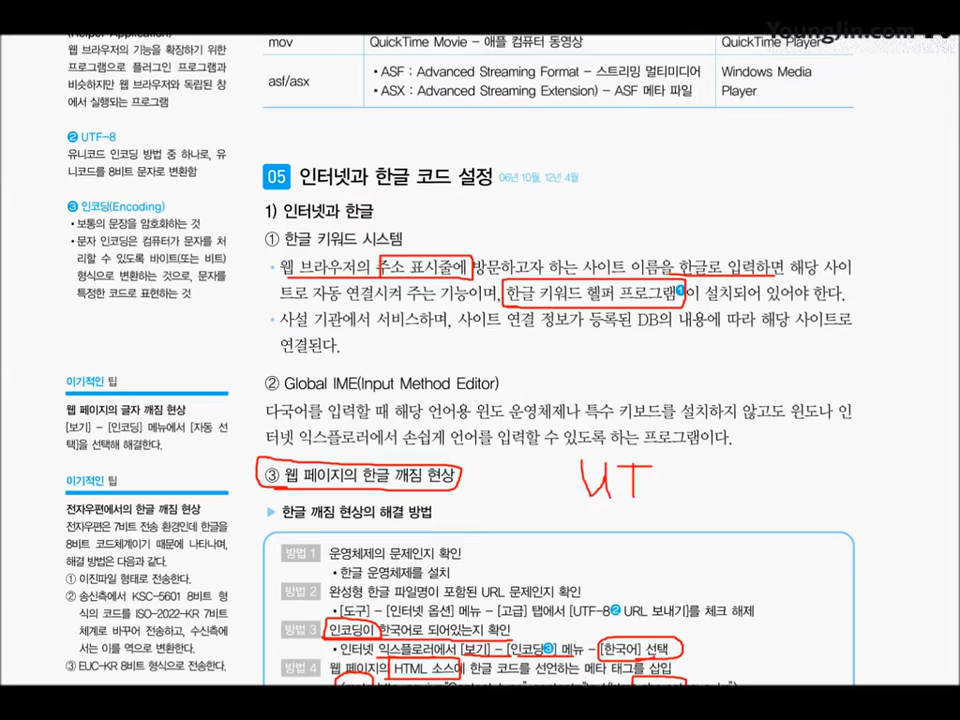 Younglin.com
(Helper Application)
웹 브라우저의 기능을 확장하기 위한
프로그램으로 플러그인 프로그램과
비슷하지만 웹 브라우저와 독립된 창
에서 실행되는 프로그램
❷ UTF-8
유니코드 인코딩 방법 중 하나로, 유
니코드를 8비트 문자로 변환함
❸ 인코딩(Encoding)
• 보통의 문장을 암호화하는 것
• 문자 인코딩은 컴퓨터가 문자를 처
리할 수 있도록 바이트(또는 비트)
형식으로 변환하는 것으로, 문자를
특정한 코드로 표현하는 것
이기적인 팁
웹 페이지의 글자 깨짐 현상
[보기] – [인코딩] 메뉴에서 [자동 선
택]을 선택해 해결한다.
이기적인 팁
전자우편에서의 한글 깨짐 현상
전자우편은 7비트 전송 환경인데 한글을
8비트 코드체계이기 때문에 나타나며,
해결 방법은 다음과 같다.
① 이진파일 형태로 전송한다.
② 송신측에서 KSC-5601 8비트 형
식의 코드를 ISO-2022-KR 7비트
체계로 바꾸어 전송하고, 수신측에
서는 이를 역으로 변환한다.
③ EUC-KR 8비트 형식으로 전송한다.
mov QuickTime Movie – 애플 컴퓨터 동영상 QuickTime Player
asf/asx • ASF : Advanced Streaming Format – 스트리밍 멀티미디어 Windows Media
• ASX : Advanced Streaming Extension) – ASF 메타 파일 Player
05 인터넷과 한글 코드 설정 06년 10월, 12년 4월
1) 인터넷과 한글
① 한글 키워드 시스템
• 웹 브라우저의 주소 표시줄에 방문하고자 하는 사이트 이름을 한글로 입력하면 해당 사이
트로 자동 연결시켜 주는 기능이며, 한글 키워드 헬퍼 프로그램❶이 설치되어 있어야 한다.
• 사설 기관에서 서비스하며, 사이트 연결 정보가 등록된 DB의 내용에 따라 해당 사이트로
연결된다.
② Global IME(Input Method Editor)
다국어를 입력할 때 해당 언어용 윈도 운영체제나 특수 키보드를 설치하지 않고도 윈도나 인
터넷 익스플로러에서 손쉽게 언어를 입력할 수 있도록 하는 프로그램이다.
③ 웹 페이지의 한글 깨짐 현상
UT
▶ 한글 깨짐 현상의 해결 방법
방법 1 운영체제의 문제인지 확인
• 한글 운영체제를 설치
방법 2 완성형 한글 파일명이 포함된 URL 문제인지 확인
• [도구] – [인터넷 옵션] 메뉴 – [고급] 탭에서 [UTF-8❷ URL 보내기]를 체크 해제
방법 3 인코딩이 한국어로 되어있는지 확인
• 인터넷 익스플로러에서 [보기] – [인코딩❸] 메뉴 – [한국어] 선택
방법 4 웹 페이지의 HTML 소스에 한글 코드를 선언하는 메타 태그를 삽입